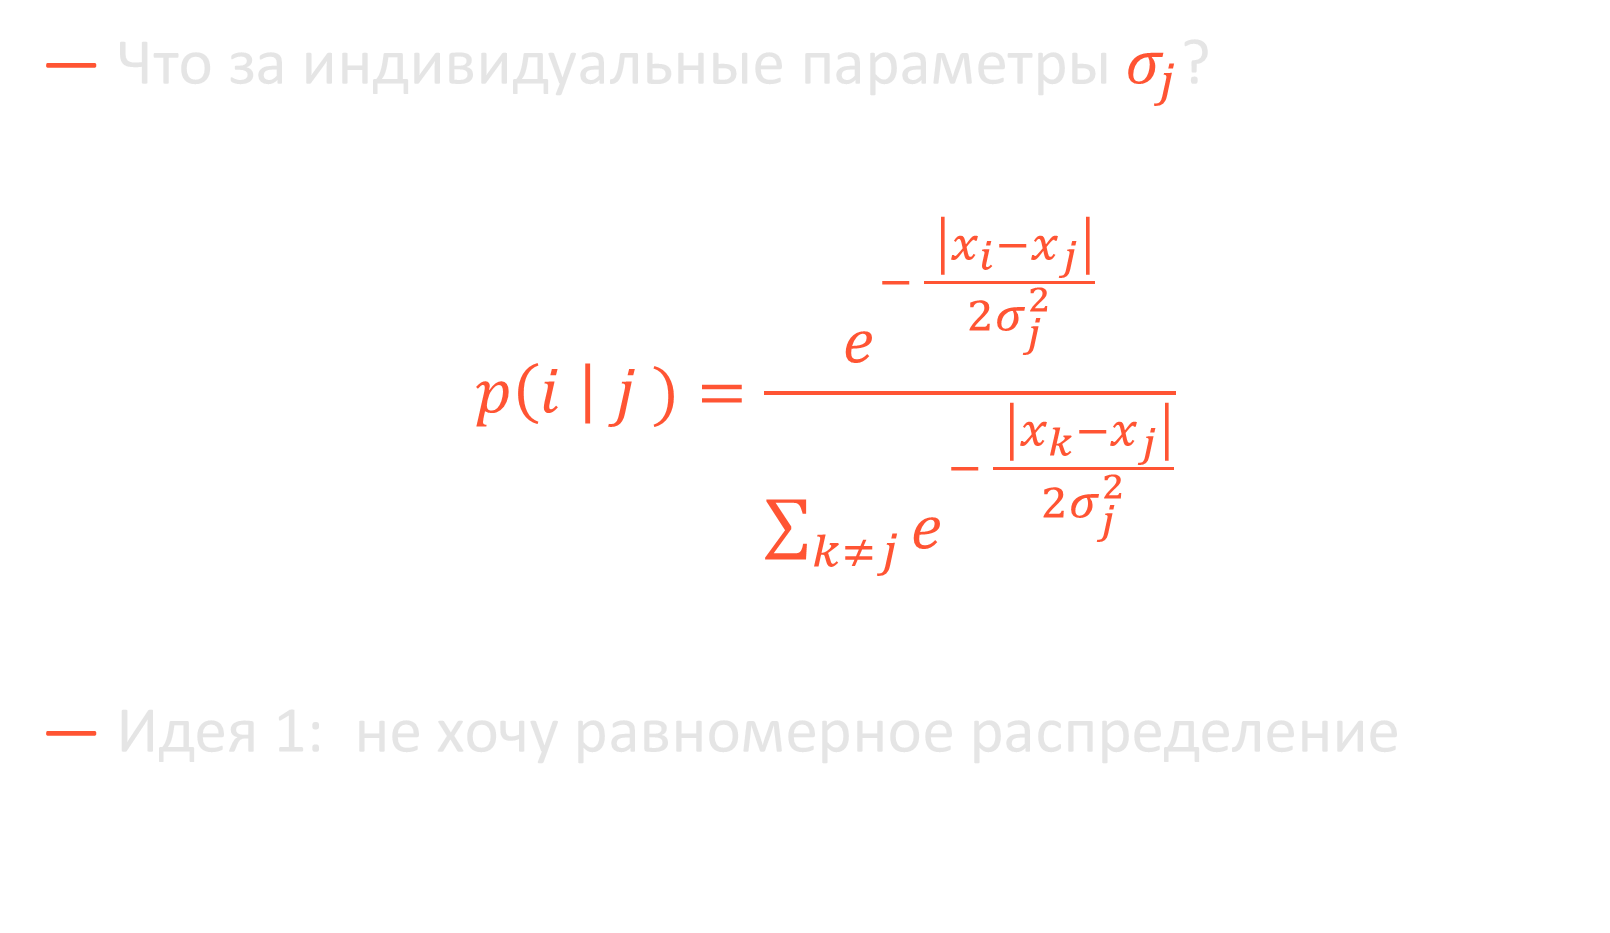 — Что за индивидуальные параметры σ_j ?
p(i | j) = e^{-|x_i−x_j| / 2σ_j^2} / ∑_{k≠j} e^{-|x_k−x_j| / 2σ_j^2}
— Идея 1: не хочу равномерное распределение